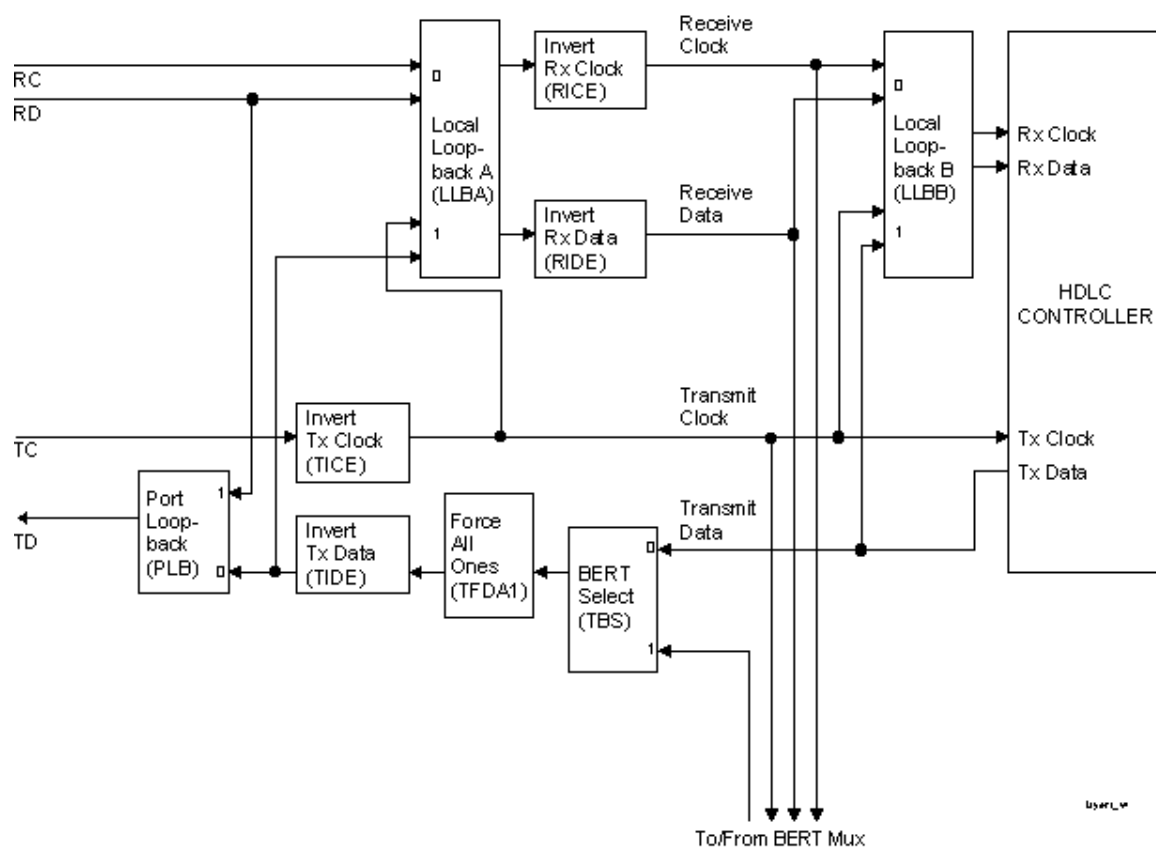 Receive
Clock
Invert
Rx Clock
(RICE)
RC
RD
0
Local
Loop-
back A
(LLBA)
1
0
Local
Loop-
back B
(LLBB)
1
Rx Clock
Rx Data
Receive
Data
Invert
Rx Data
(RIDE)
HDLC
CONTROLLER
Transmit
Clock
Invert
Tx Clock
(TICE)
TC
Tx Clock
Tx Data
Port
Loop-
back
(PLB)
1
0
TD
Invert
Tx Data
(TIDE)
Force
All
Ones
(TFDA1)
Transmit
Data
0
BERT
Select
(TBS)
1
To/From BERT Mux